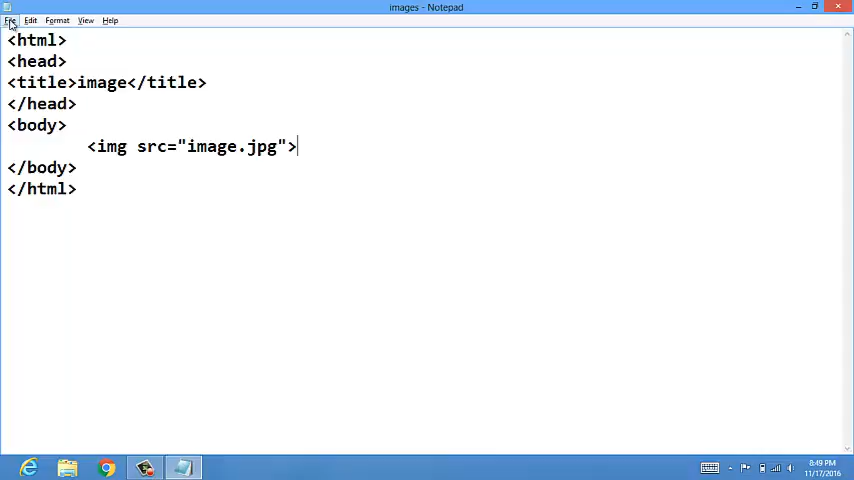 images - Notepad
File Edit Format View Help
<html>
<head>
<title>image</title>
</head>
<body>
<img src="image.jpg">
</body>
</html>
8:49 PM
11/17/2016